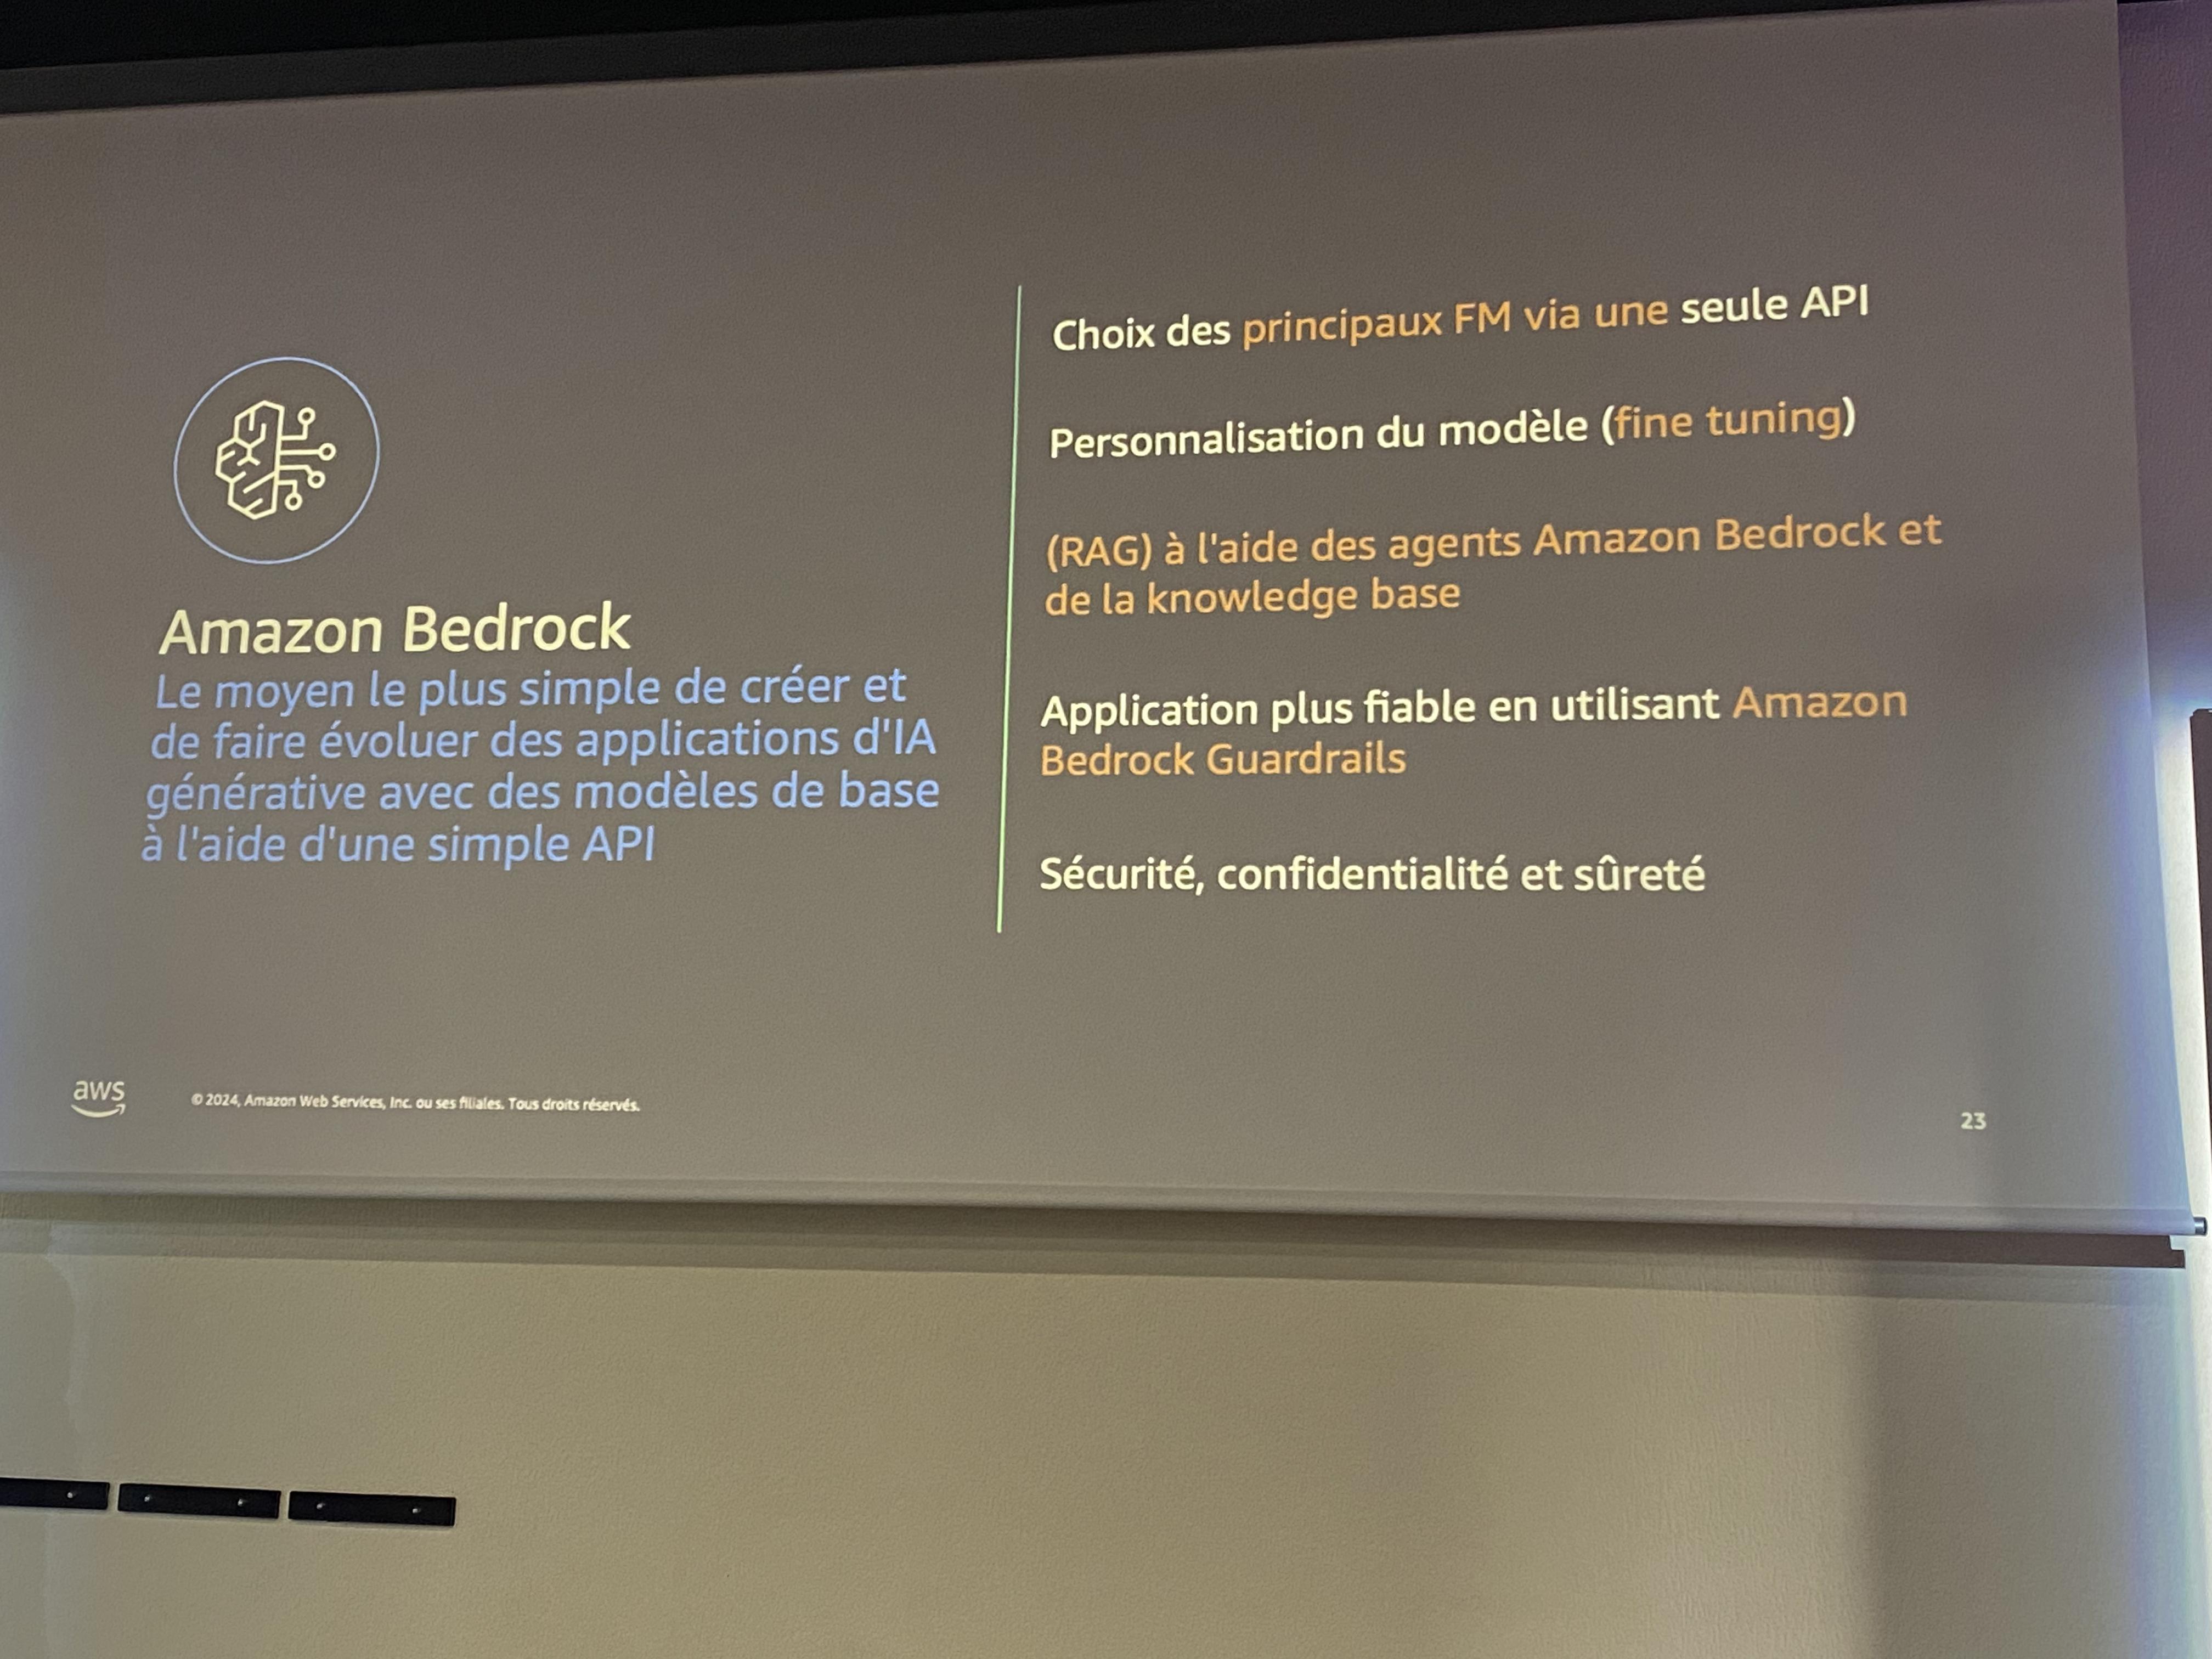 Amazon Bedrock
Le moyen le plus simple de créer et
de faire évoluer des applications d'IA
générative avec des modèles de base
à l'aide d'une simple API
Choix des principaux FM via une seule API
Personnalisation du modèle (fine tuning)
(RAG) à l'aide des agents Amazon Bedrock et
de la knowledge base
Application plus fiable en utilisant Amazon
Bedrock Guardrails
Sécurité, confidentialité et sûreté
aws
© 2024, Amazon Web Services, Inc. ou ses filiales. Tous droits réservés.
23